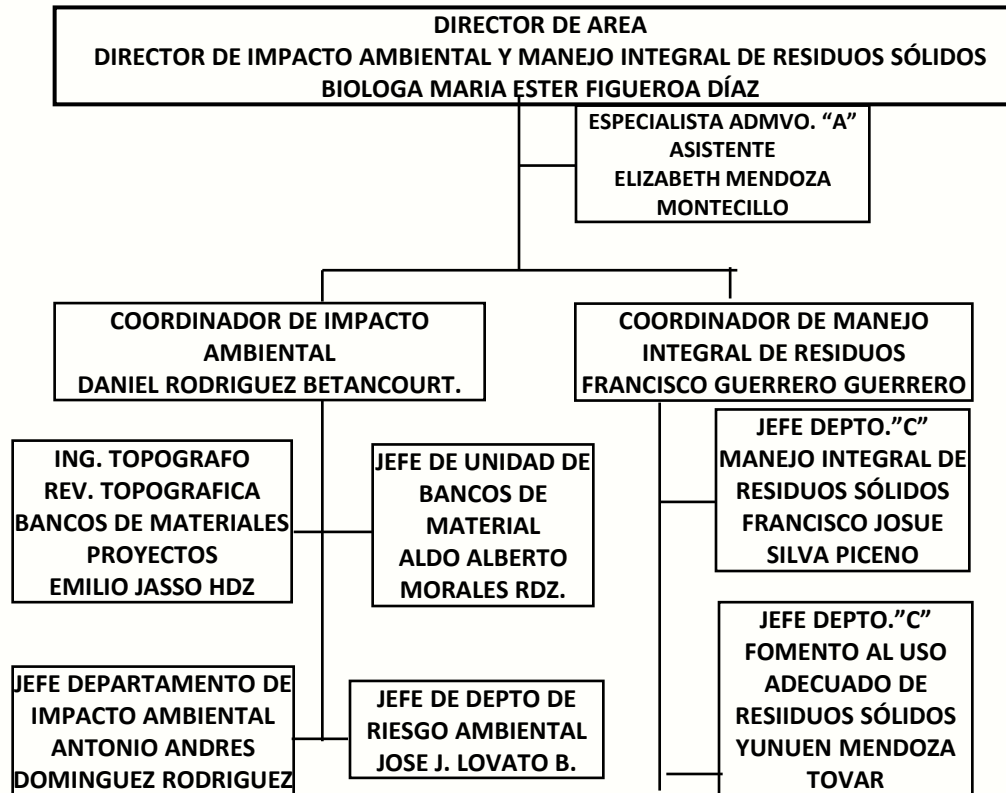 DIRECTOR DE AREA
DIRECTOR DE IMPACTO AMBIENTAL Y MANEJO INTEGRAL DE RESIDUOS SÓLIDOS
BIOLOGA MARIA ESTER FIGUEROA DÍAZ
ESPECIALISTA ADMVO. “A”
ASISTENTE
ELIZABETH MENDOZA
MONTECILLO
COORDINADOR DE IMPACTO
AMBIENTAL
DANIEL RODRIGUEZ BETANCOURT.
COORDINADOR DE MANEJO
INTEGRAL DE RESIDUOS
FRANCISCO GUERRERO GUERRERO
ING. TOPOGRAFO
REV. TOPOGRAFICA
BANCOS DE MATERIALES
PROYECTOS
EMILIO JASSO HDZ
JEFE DE UNIDAD DE
BANCOS DE
MATERIAL
ALDO ALBERTO
MORALES RDZ.
JEFE DEPTO.”C”
MANEJO INTEGRAL DE
RESIDUOS SÓLIDOS
FRANCISCO JOSUE
SILVA PICENO
JEFE DEPARTAMENTO DE
IMPACTO AMBIENTAL
ANTONIO ANDRES
DOMINGUEZ RODRIGUEZ
JEFE DE DEPTO DE
RIESGO AMBIENTAL
JOSE J. LOVATO B.
JEFE DEPTO.”C”
FOMENTO AL USO
ADECUADO DE
RESIIDUOS SÓLIDOS
YUNUEN MENDOZA
TOVAR